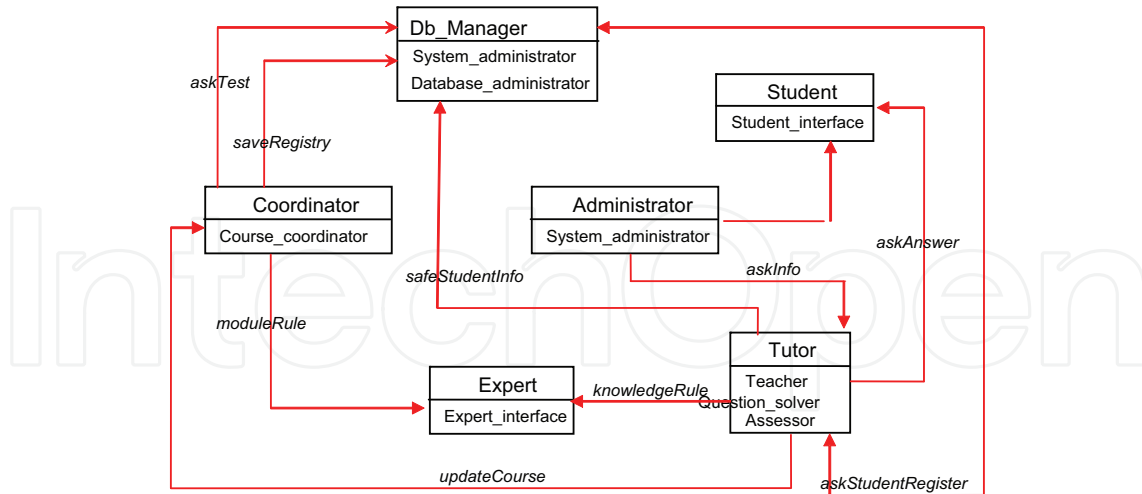 Db_Manager
System_administrator
Database_administrator
askTest
saveRegistry
Student
Student_interface
Coordinator
Course_coordinator
Administrator
System_administrator
askAnswer
safeStudentInfo
askInfo
moduleRule
Tutor
Teacher
Question_solver
Assessor
Expert
Expert_interface
knowledgeRule
updateCourse
askStudentRegister
IntechOpen